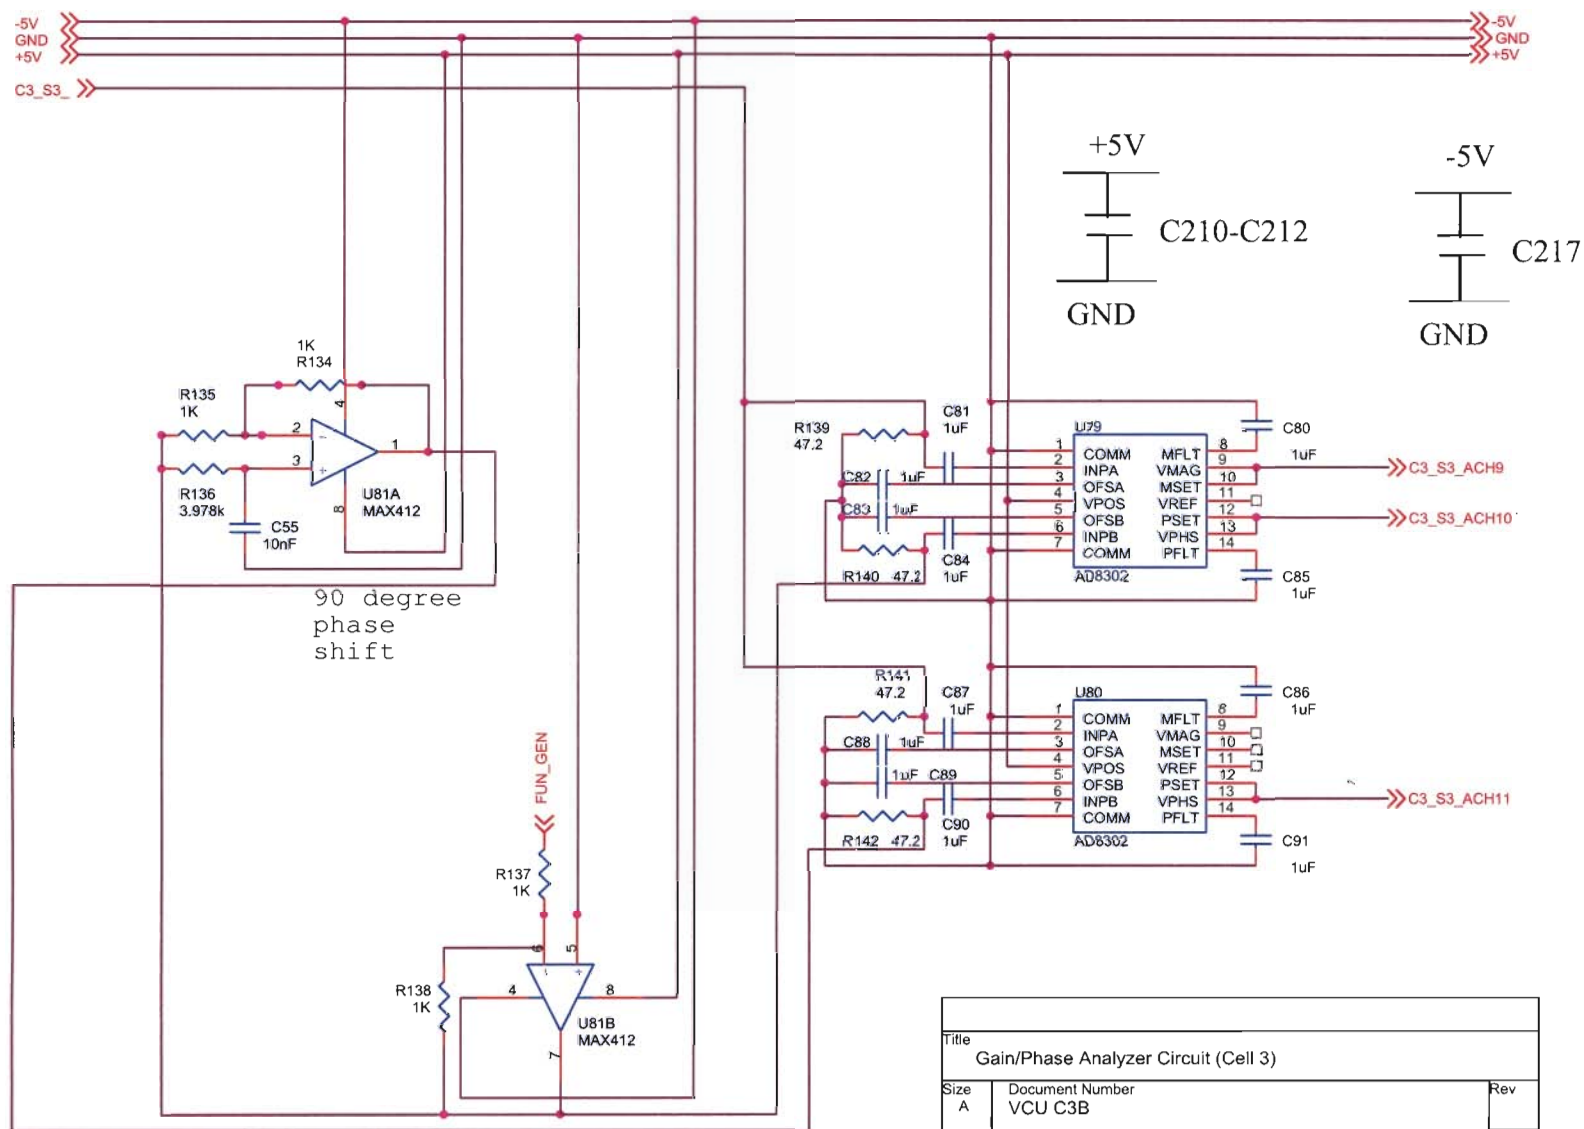 -5V
GND
+5V
C3_S3_
-5V
GND
+5V
+5V
C210-C212
GND
-5V
C217
GND
1K
R134
R135
1K
4
2
-
1
3
+
R136
3.978k
U81A
MAX412
8
C55
10nF
90 degree
phase
shift
R139
47.2
C81
1uF
C82
1uF
C83
1uF
C84
1uF
R140
47.2
U79
1 COMM MFLT 8
2 INPA VMAG 9
3 OFSA MSET 10
4 VPOS VREF 11
5 OFSB PSET 12
6 INPB VPHS 13
7 COMM PFLT 14
AD8302
C80
1uF
C3_S3_ACH9
C3_S3_ACH10
C85
1uF
R141
47.2
C87
1uF
C88
1uF
1uF
C89
C90
1uF
R142
47.2
U80
1 COMM MFLT 8
2 INPA VMAG 9
3 OFSA MSET 10
4 VPOS VREF 11
5 OFSB PSET 12
6 INPB VPHS 13
7 COMM PFLT 14
AD8302
C86
1uF
C3_S3_ACH11
C91
1uF
FUN_GEN
R137
1K
6
5
-
+
R138
1K
4
8
U81B
MAX412
7
Title
Gain/Phase Analyzer Circuit (Cell 3)
Size
A
Document Number
VCU C3B
Rev